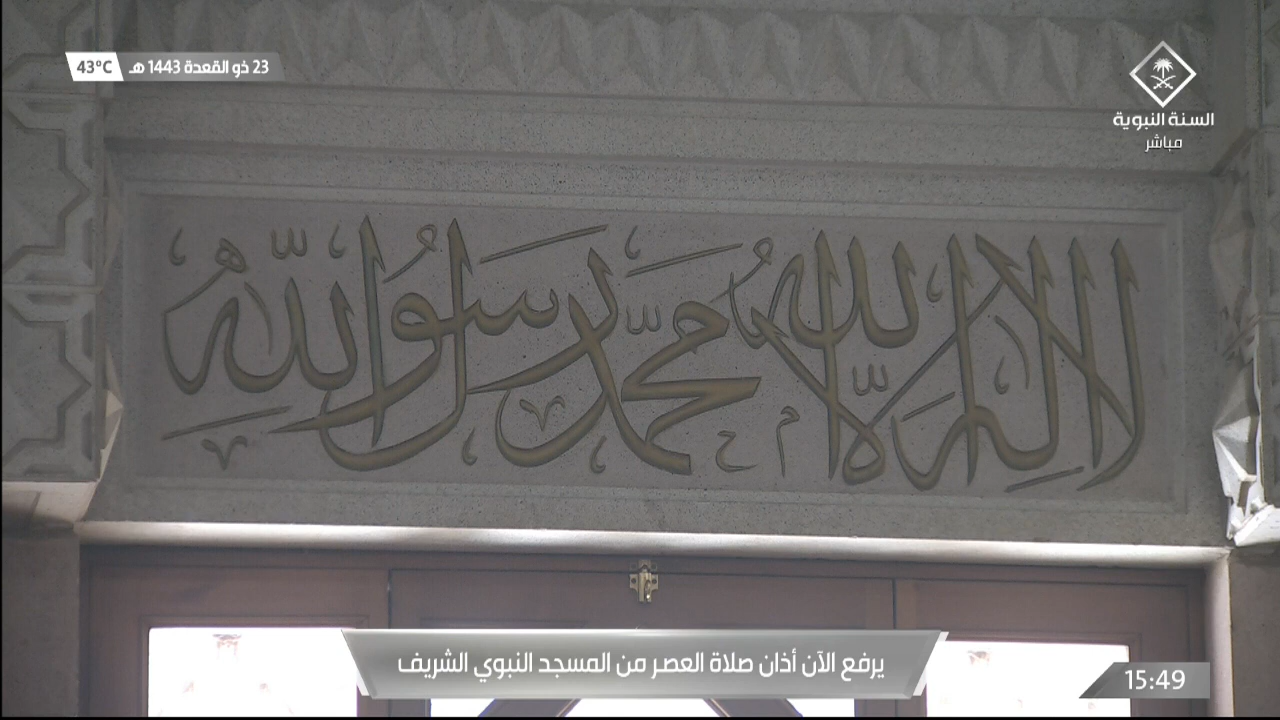 43°C
23 ذو القعدة 1443 هـ
السنة النبوية
مباشر
لا إله إلا الله محمد رسول الله
يرفع الآن أذان صلاة العصر من المسجد النبوي الشريف
15:49